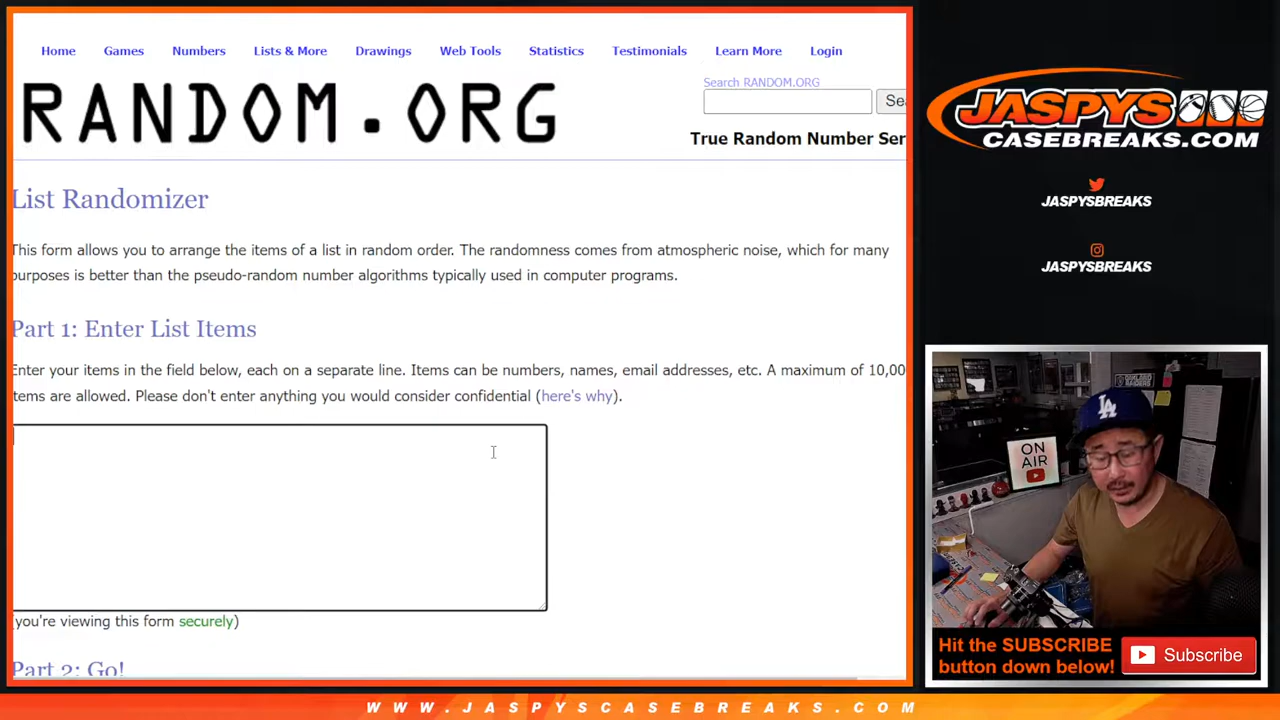 Home Games Numbers Lists & More Drawings Web Tools Statistics Testimonials Learn More Login
RANDOM.ORG
Search RANDOM.ORG
Sea
True Random Number Ser
List Randomizer
This form allows you to arrange the items of a list in random order. The randomness comes from atmospheric noise, which for many
purposes is better than the pseudo-random number algorithms typically used in computer programs.
Part 1: Enter List Items
Enter your items in the field below, each on a separate line. Items can be numbers, names, email addresses, etc. A maximum of 10,00
items are allowed. Please don't enter anything you would consider confidential (here's why).
(you're viewing this form securely)
Part 2: Go!
JASPYS
CASEBREAKS.COM
JASPYSBREAKS
JASPYSBREAKS
OAKLAND
RAIDERS
LA
ON
AIR
Hit the SUBSCRIBE
button down below!
Subscribe
WWW.JASPYSCASEBREAKS.COM